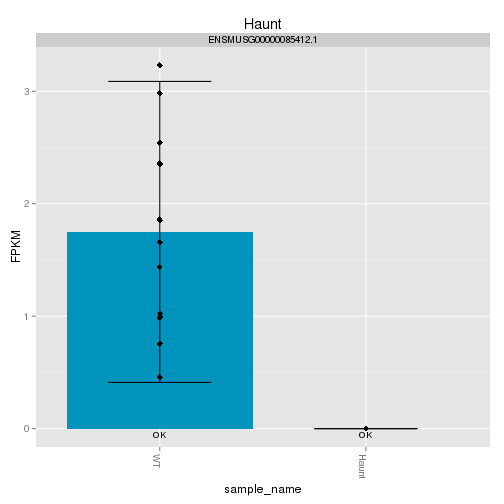 Haunt
ENSMUSG00000085412.1
FPKM
3
2
1
0
OK
OK
WT
Haunt
sample_name